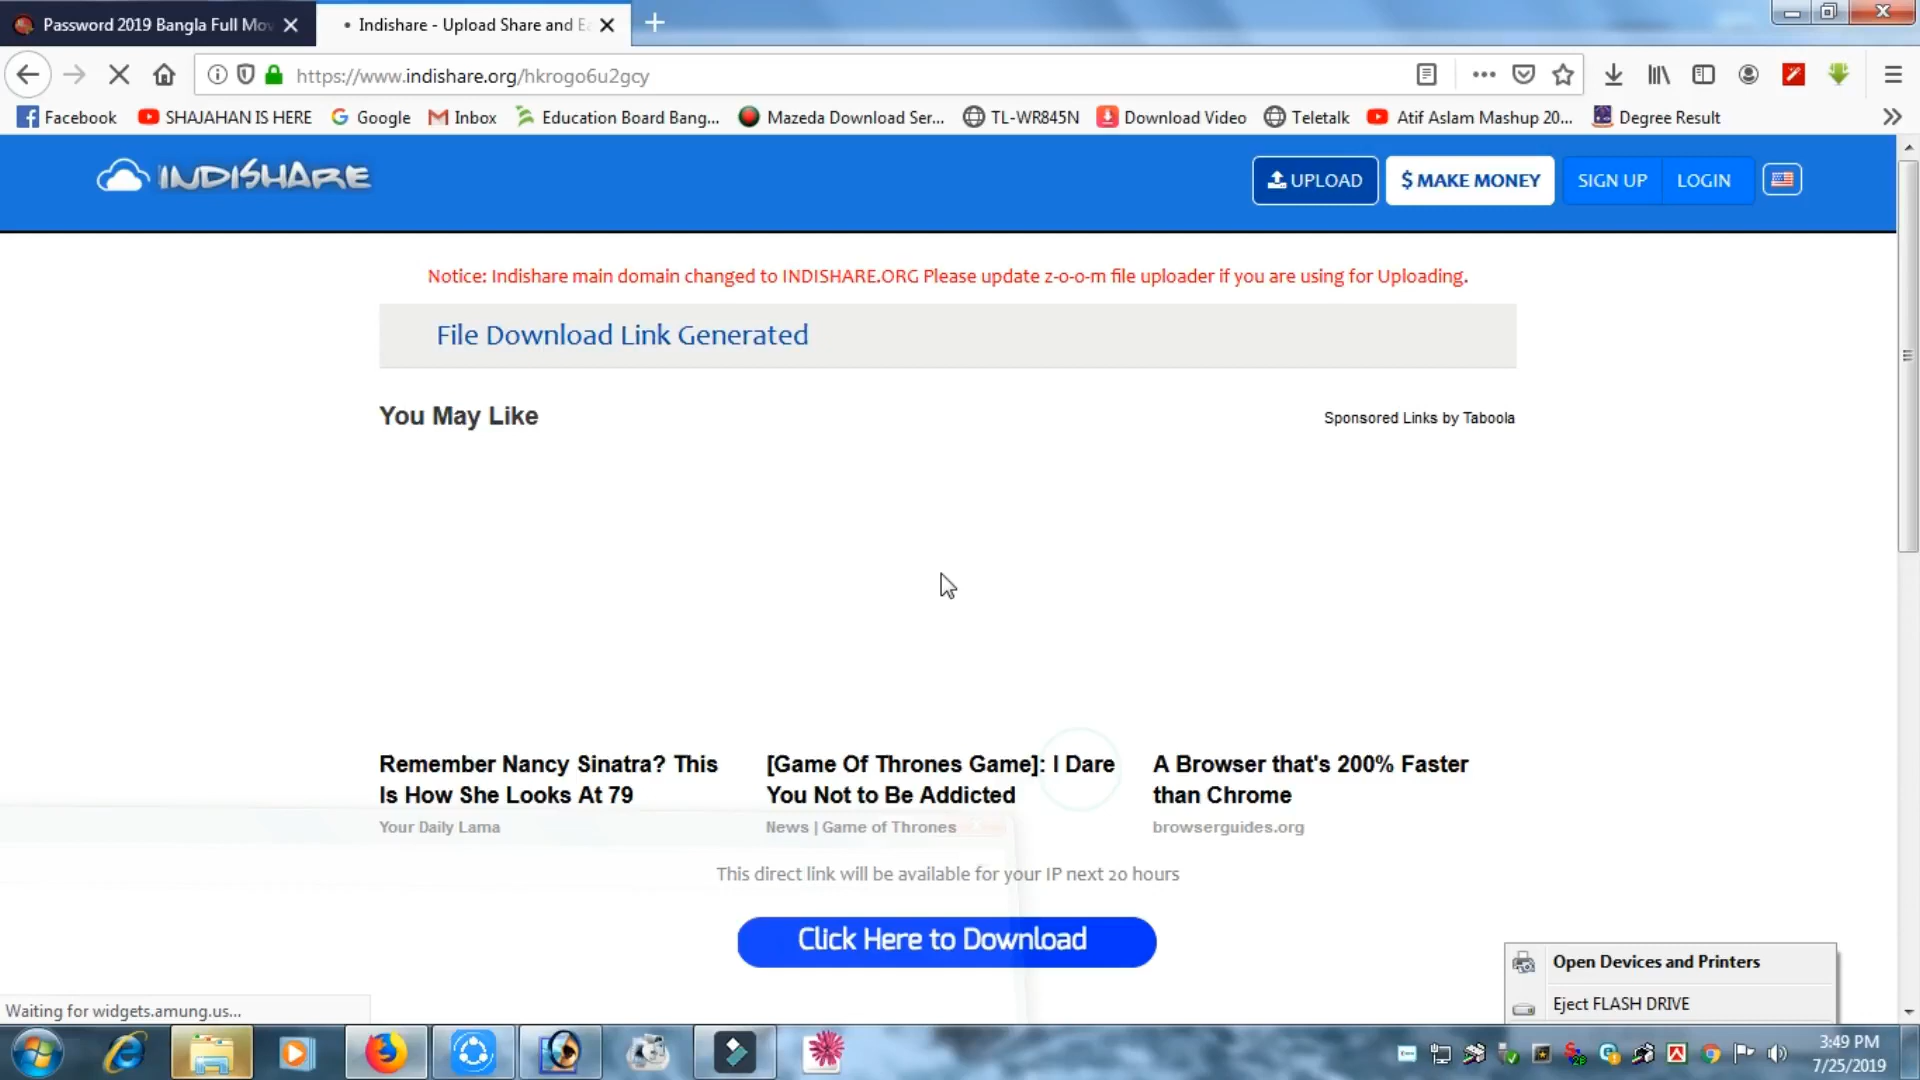 Password 2019 Bangla Full Mov
Indishare - Upload Share and Ea
https://www.indishare.org/hkrogo6u2gcy
Facebook
SHAJAHAN IS HERE
Google
Inbox
Education Board Bang...
Mazeda Download Ser...
TL-WR845N
Download Video
Teletalk
Atif Aslam Mashup 20...
Degree Result
INDISHARE
UPLOAD
$ MAKE MONEY
SIGN UP
LOGIN
Notice: Indishare main domain changed to INDISHARE.ORG Please update z-o-o-m file uploader if you are using for Uploading.
File Download Link Generated
You May Like
Sponsored Links by Taboola
Remember Nancy Sinatra? This
Is How She Looks At 79
Your Daily Lama
[Game Of Thrones Game]: I Dare
You Not to Be Addicted
News | Game of Thrones
A Browser that's 200% Faster
than Chrome
browserguides.org
This direct link will be available for your IP next 20 hours
Click Here to Download
Open Devices and Printers
Eject FLASH DRIVE
Waiting for widgets.amung.us...
3:49 PM
7/25/2019